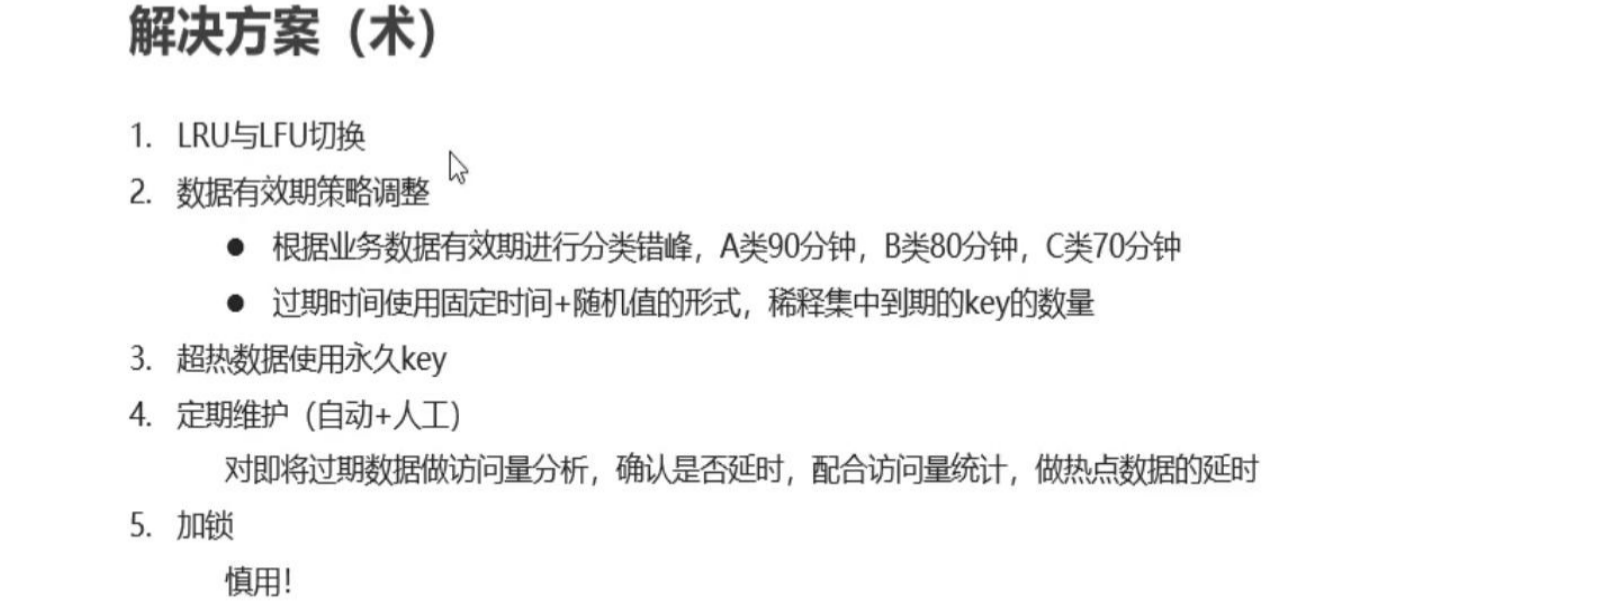 解决方案（术）
1. LRU与LFU切换
2. 数据有效期策略调整
● 根据业务数据有效期进行分类错峰，A类90分钟，B类80分钟，C类70分钟
● 过期时间使用固定时间+随机值的形式，稀释集中到期的key的数量
3. 超热数据使用永久key
4. 定期维护（自动+人工）
对即将过期数据做访问量分析，确认是否延时，配合访问量统计，做热点数据的延时
5. 加锁
慎用！